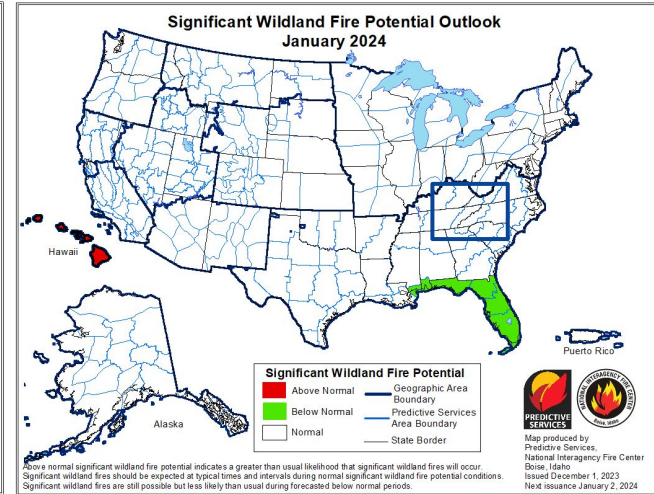 Significant Wildland Fire Potential Outlook
January 2024
Hawaii
Alaska
Puerto Rico
Significant Wildland Fire Potential
Above Normal
Below Normal
Normal
Geographic Area
Boundary
Predictive Services
Area Boundary
State Border
PREDICTIVE
SERVICES
NATIONAL INTERAGENCY FIRE CENTER
Boise, Idaho
Map produced by
Predictive Services,
National Interagency Fire Center
Boise, Idaho
Issued December 1, 2023
Next issuance January 2, 2024
Above normal significant wildland fire potential indicates a greater than usual likelihood that significant wildland fires will occur.
Significant wildland fires should be expected at typical times and intervals during normal significant wildland fire potential conditions.
Significant wildland fires are still possible but less likely than usual during forecasted below normal periods.